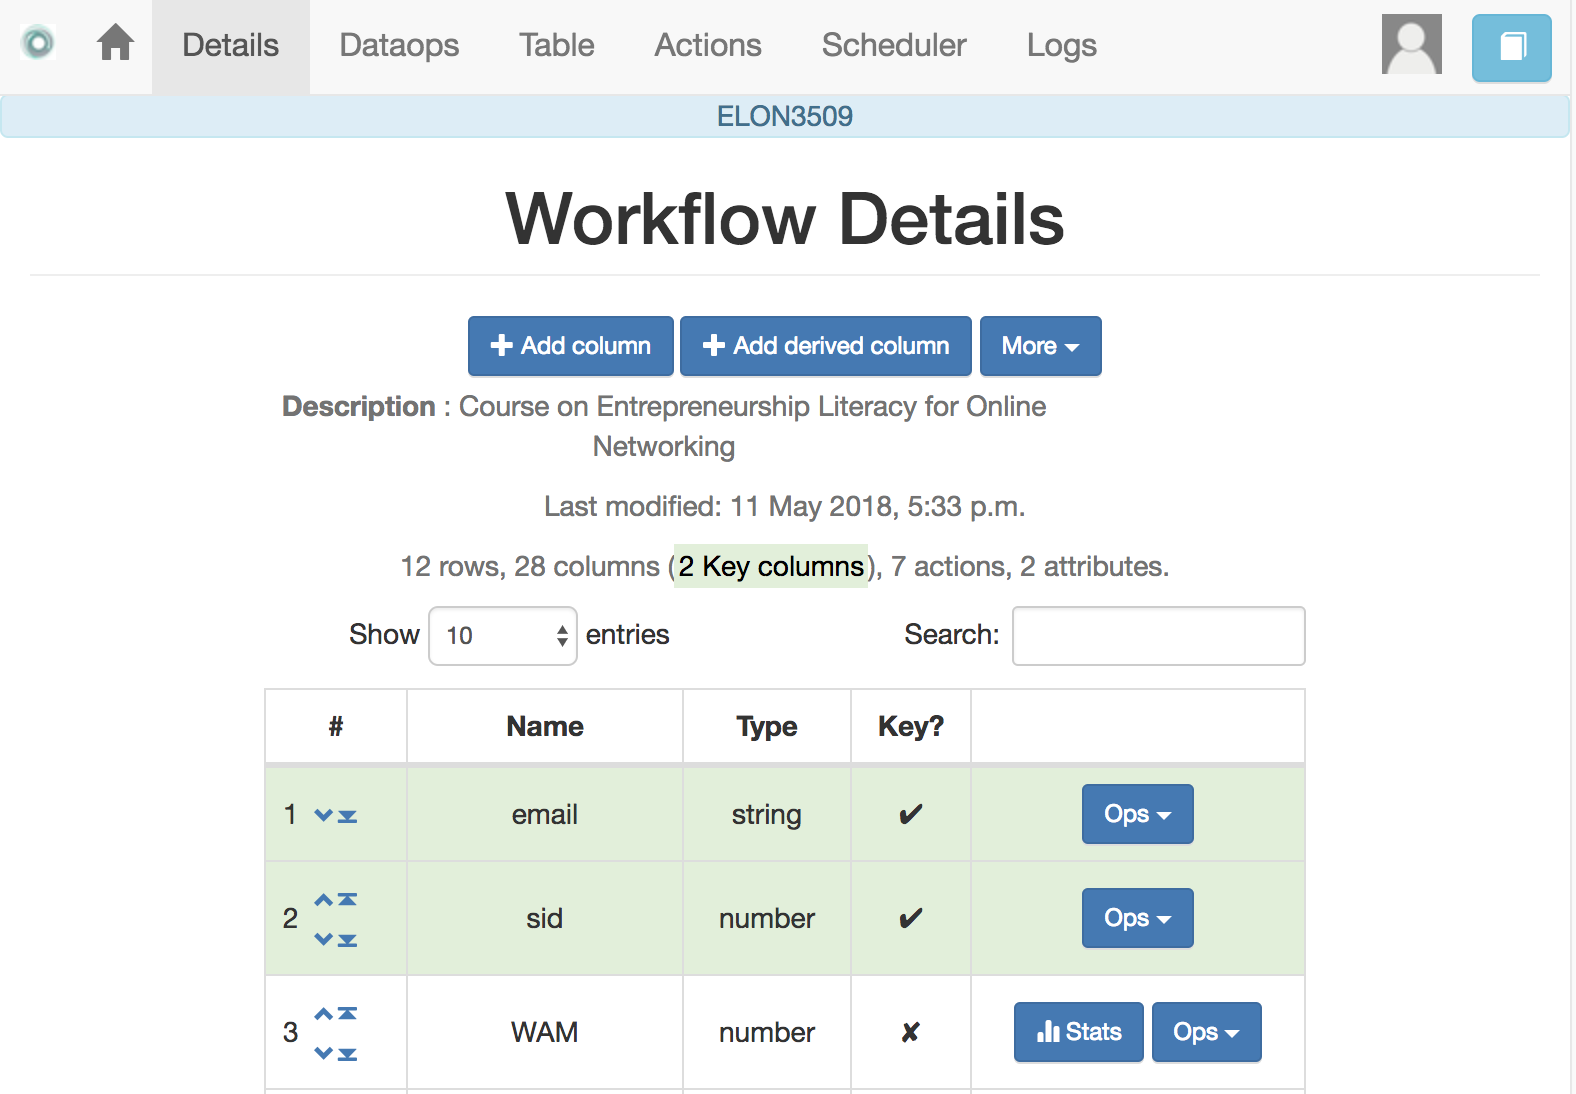 Details Dataops Table Actions Scheduler Logs
ELON3509
Workflow Details
Add column Add derived column More
Description : Course on Entrepreneurship Literacy for Online
Networking
Last modified: 11 May 2018, 5:33 p.m.
12 rows, 28 columns (2 Key columns), 7 actions, 2 attributes.
Show 10 entries Search:
# Name Type Key?
1 email string ✔ Ops
2 sid number ✔ Ops
3 WAM number ✘ Stats Ops